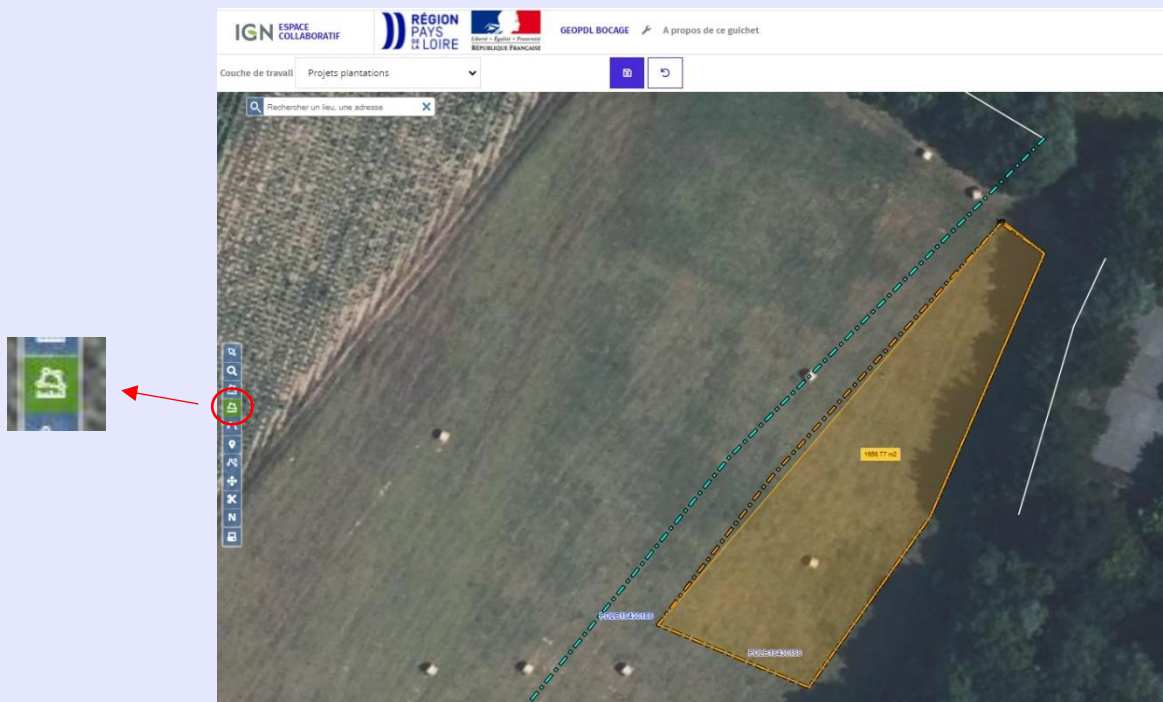 IGN ESPACE
COLLABORATIF
RÉGION
PAYS
DE LA LOIRE
Liberté • Égalité • Fraternité
RÉPUBLIQUE FRANÇAISE
GEOPDL BOCAGE
A propos de ce guichet
Couche de travail
Projets plantations
Rechercher un lieu, une adresse
N